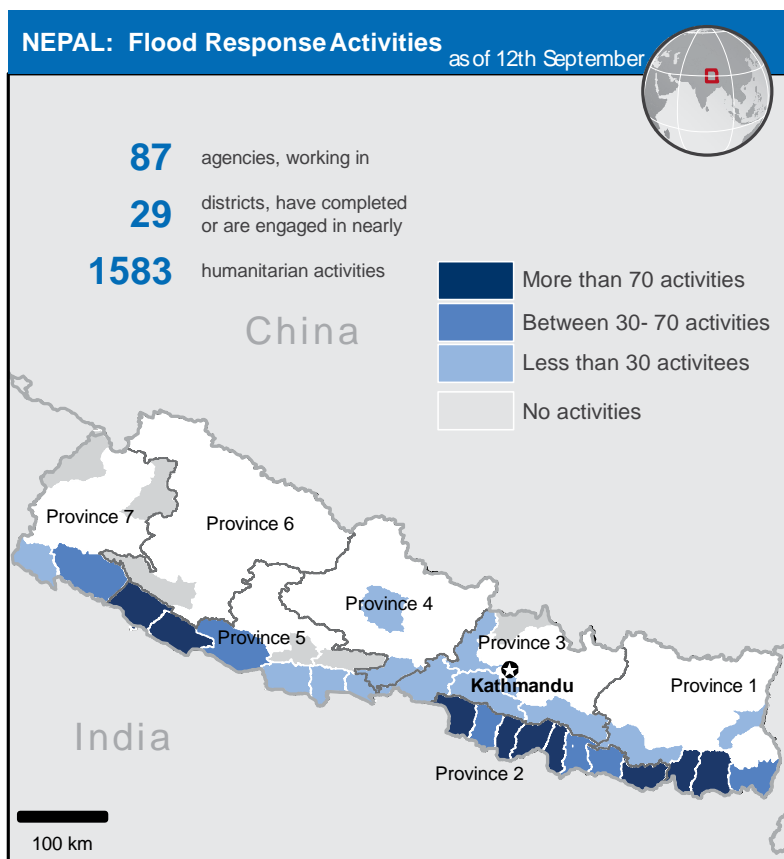 NEPAL: Flood Response Activities as of 12th September
87 agencies, working in
29 districts, have completed
or are engaged in nearly
1583 humanitarian activities
More than 70 activities
Between 30- 70 activities
Less than 30 activitees
No activities
China
Province 7
Province 6
Province 4
Province 5
Province 3
Kathmandu
Province 1
India
Province 2
100 km